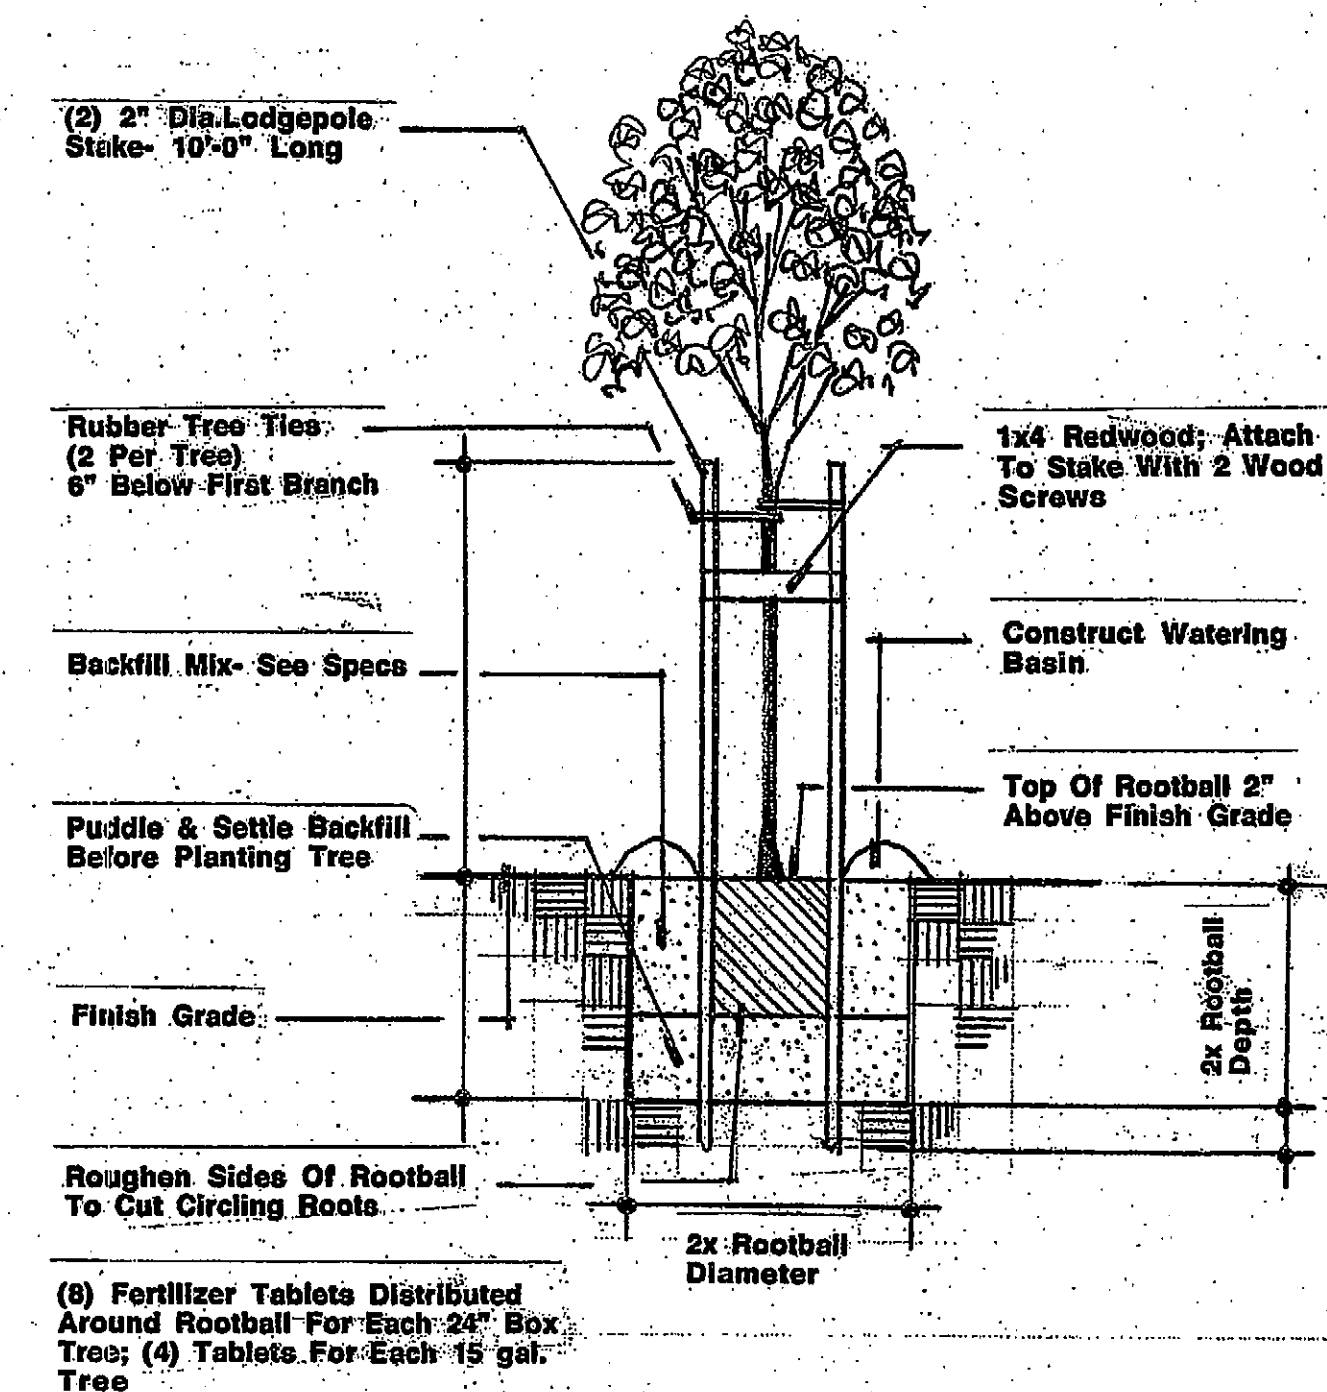 (2) 2" Dia.Lodgepole
Stake- 10'-0" Long
Rubber Tree Ties
(2 Per Tree)
6" Below First Branch
1x4 Redwood; Attach
To Stake With 2 Wood
Screws
Backfill Mix- See Specs
Construct Watering
Basin
Top Of Rootball 2"
Above Finish Grade
Puddle & Settle Backfill
Before Planting Tree
Finish Grade
2x Rootball
Depth
Roughen Sides Of Rootball
To Cut Circling Roots
2x Rootball
Diameter
(8) Fertilizer Tablets Distributed
Around Rootball For Each 24" Box
Tree; (4) Tablets For Each 15 gal.
Tree